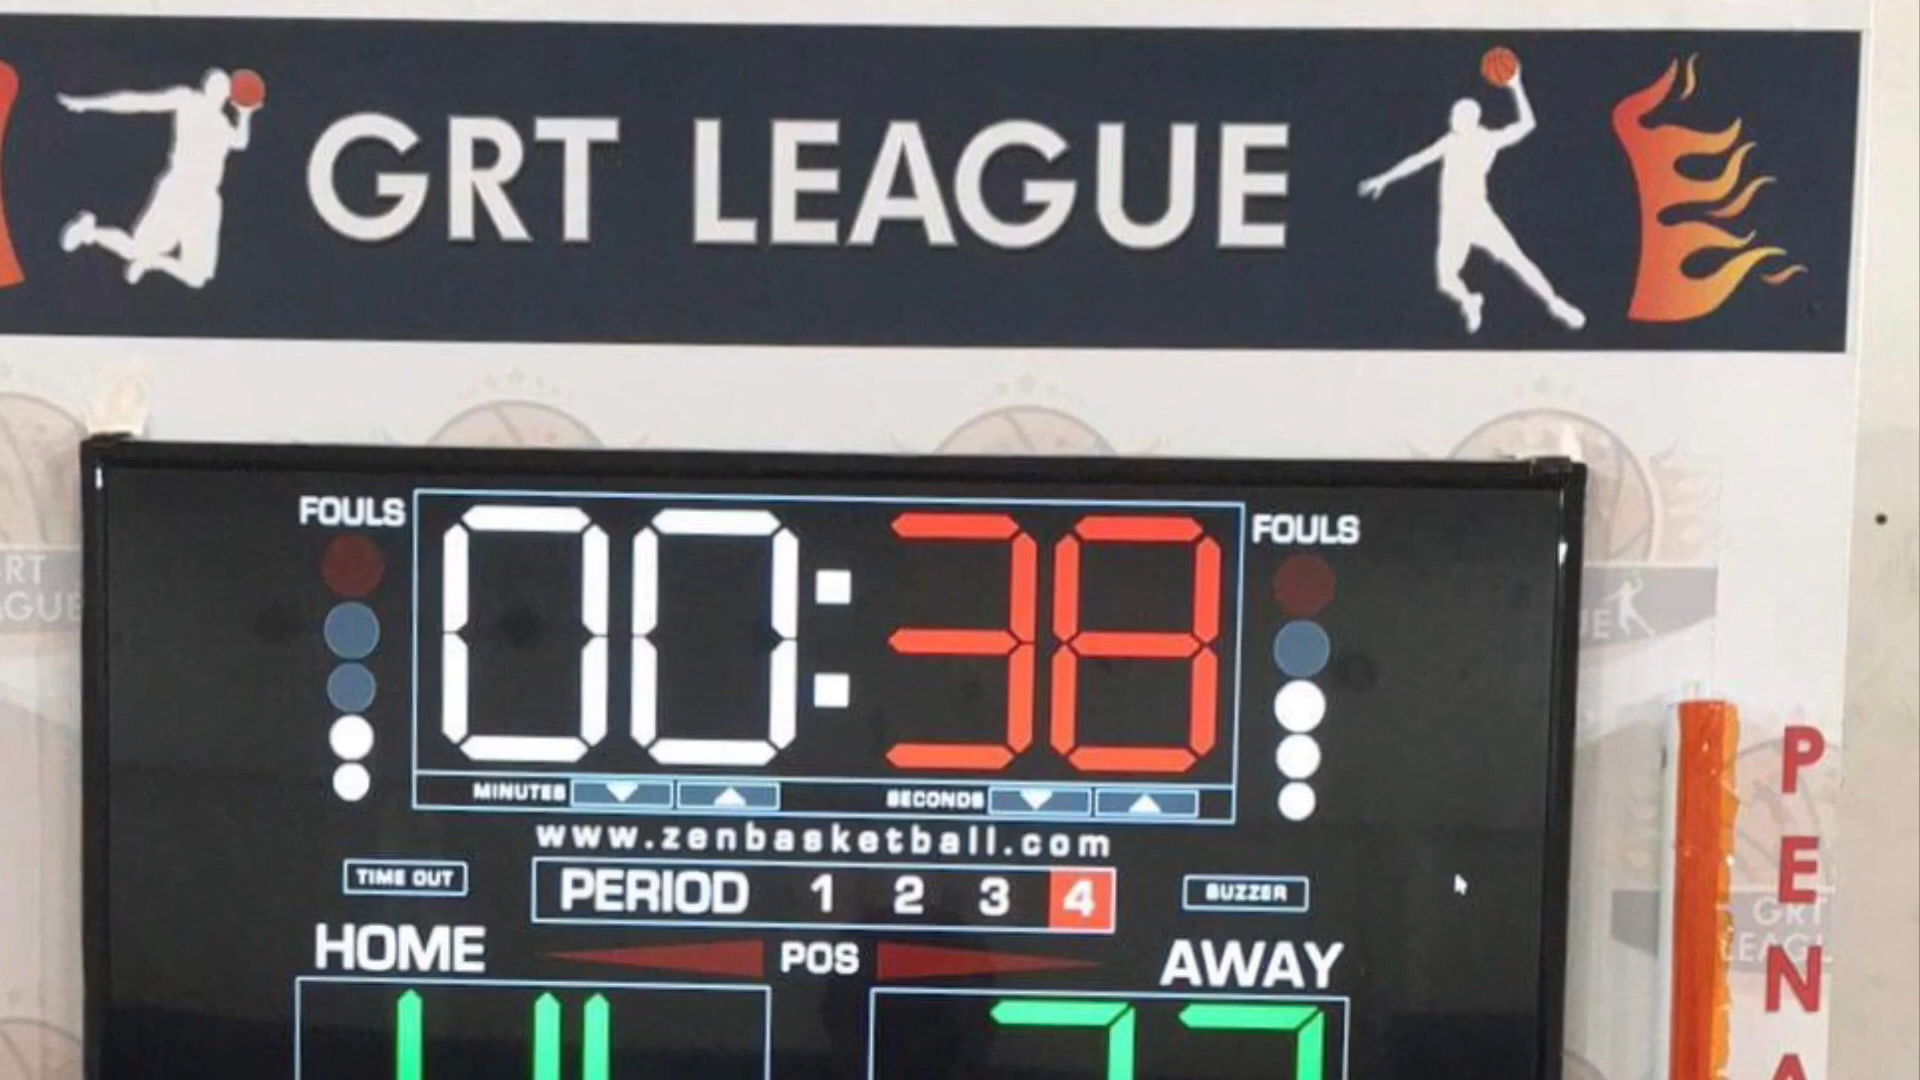 GRT LEAGUE
FOULS
00:38
FOULS
MINUTES
SECONDS
www.zenbasketball.com
TIME OUT
PERIOD 1 2 3 4
BUZZER
HOME
POS
AWAY
P
E
N
GRT